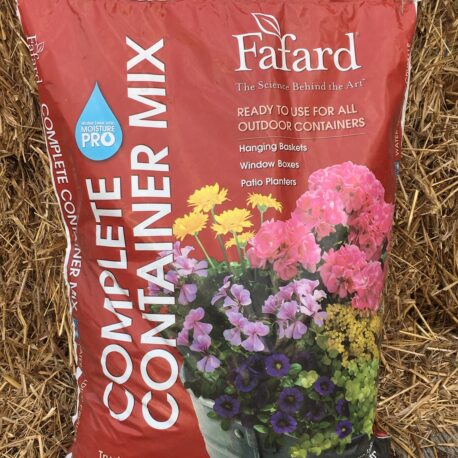 Fafard
The Science Behind the Art
READY TO USE FOR ALL
OUTDOOR CONTAINERS
Hanging Baskets
Window Boxes
Patio Planters
MOISTURE
PRO
COMPLETE
CONTAINER MIX
COMPLETE CONTAINER MIX